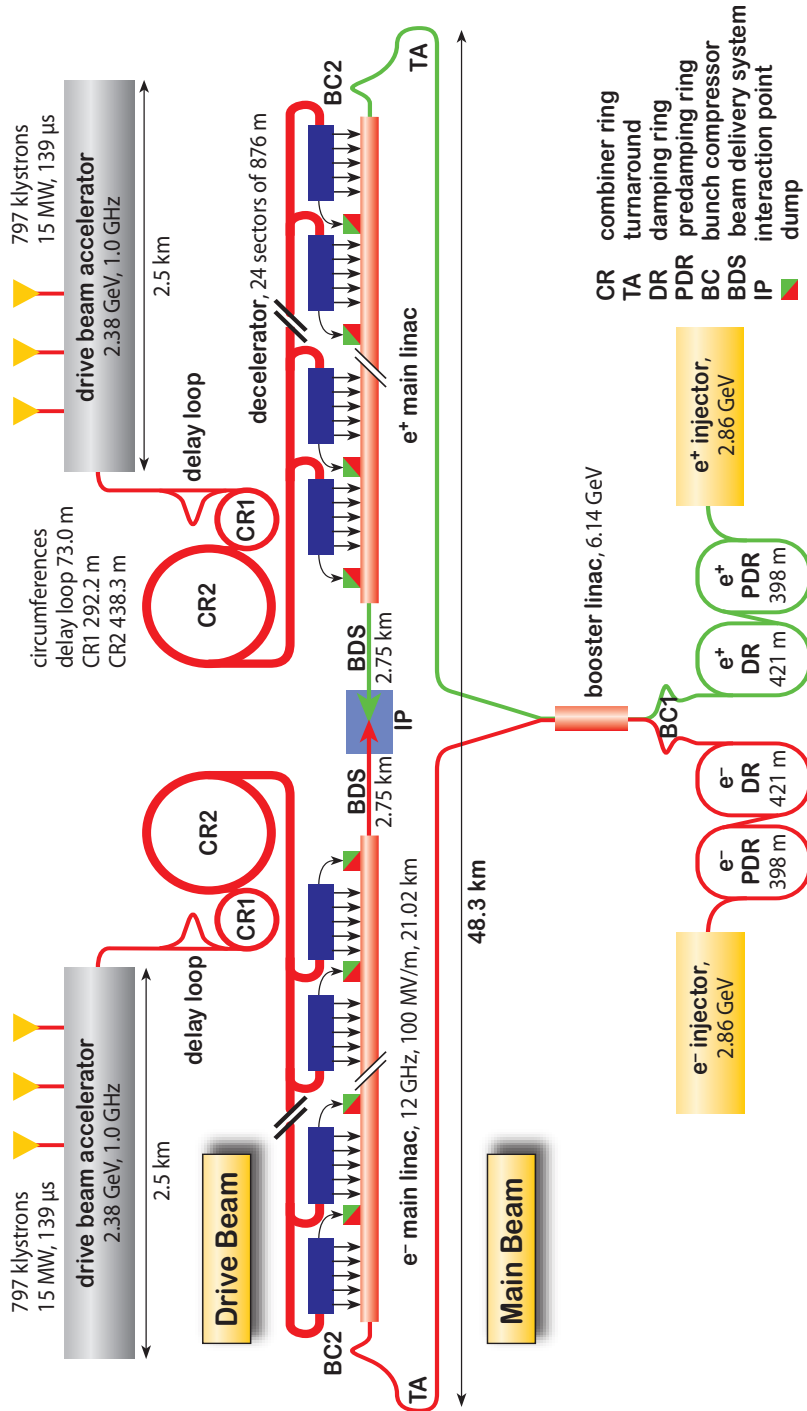 797 klystrons
15 MW, 139 μs
drive beam accelerator
2.38 GeV, 1.0 GHz
2.5 km
delay loop
CR1
CR2
circumferences
delay loop 73.0 m
CR1 292.2 m
CR2 438.3 m
797 klystrons
15 MW, 139 μs
drive beam accelerator
2.38 GeV, 1.0 GHz
2.5 km
delay loop
CR1
CR2
Drive Beam
decelerator, 24 sectors of 876 m
BC2
BC2
e⁻ main linac, 12 GHz, 100 MV/m, 21.02 km
BDS
2.75 km
IP
BDS
2.75 km
e⁺ main linac
TA
TA
48.3 km
Main Beam
booster linac, 6.14 GeV
BC1
e⁻ injector,
2.86 GeV
e⁻
PDR
398 m
e⁻
DR
421 m
e⁺
DR
421 m
e⁺
PDR
398 m
e⁺ injector,
2.86 GeV
CR combiner ring
TA turnaround
DR damping ring
PDR predamping ring
BC bunch compressor
BDS beam delivery system
IP interaction point
dump